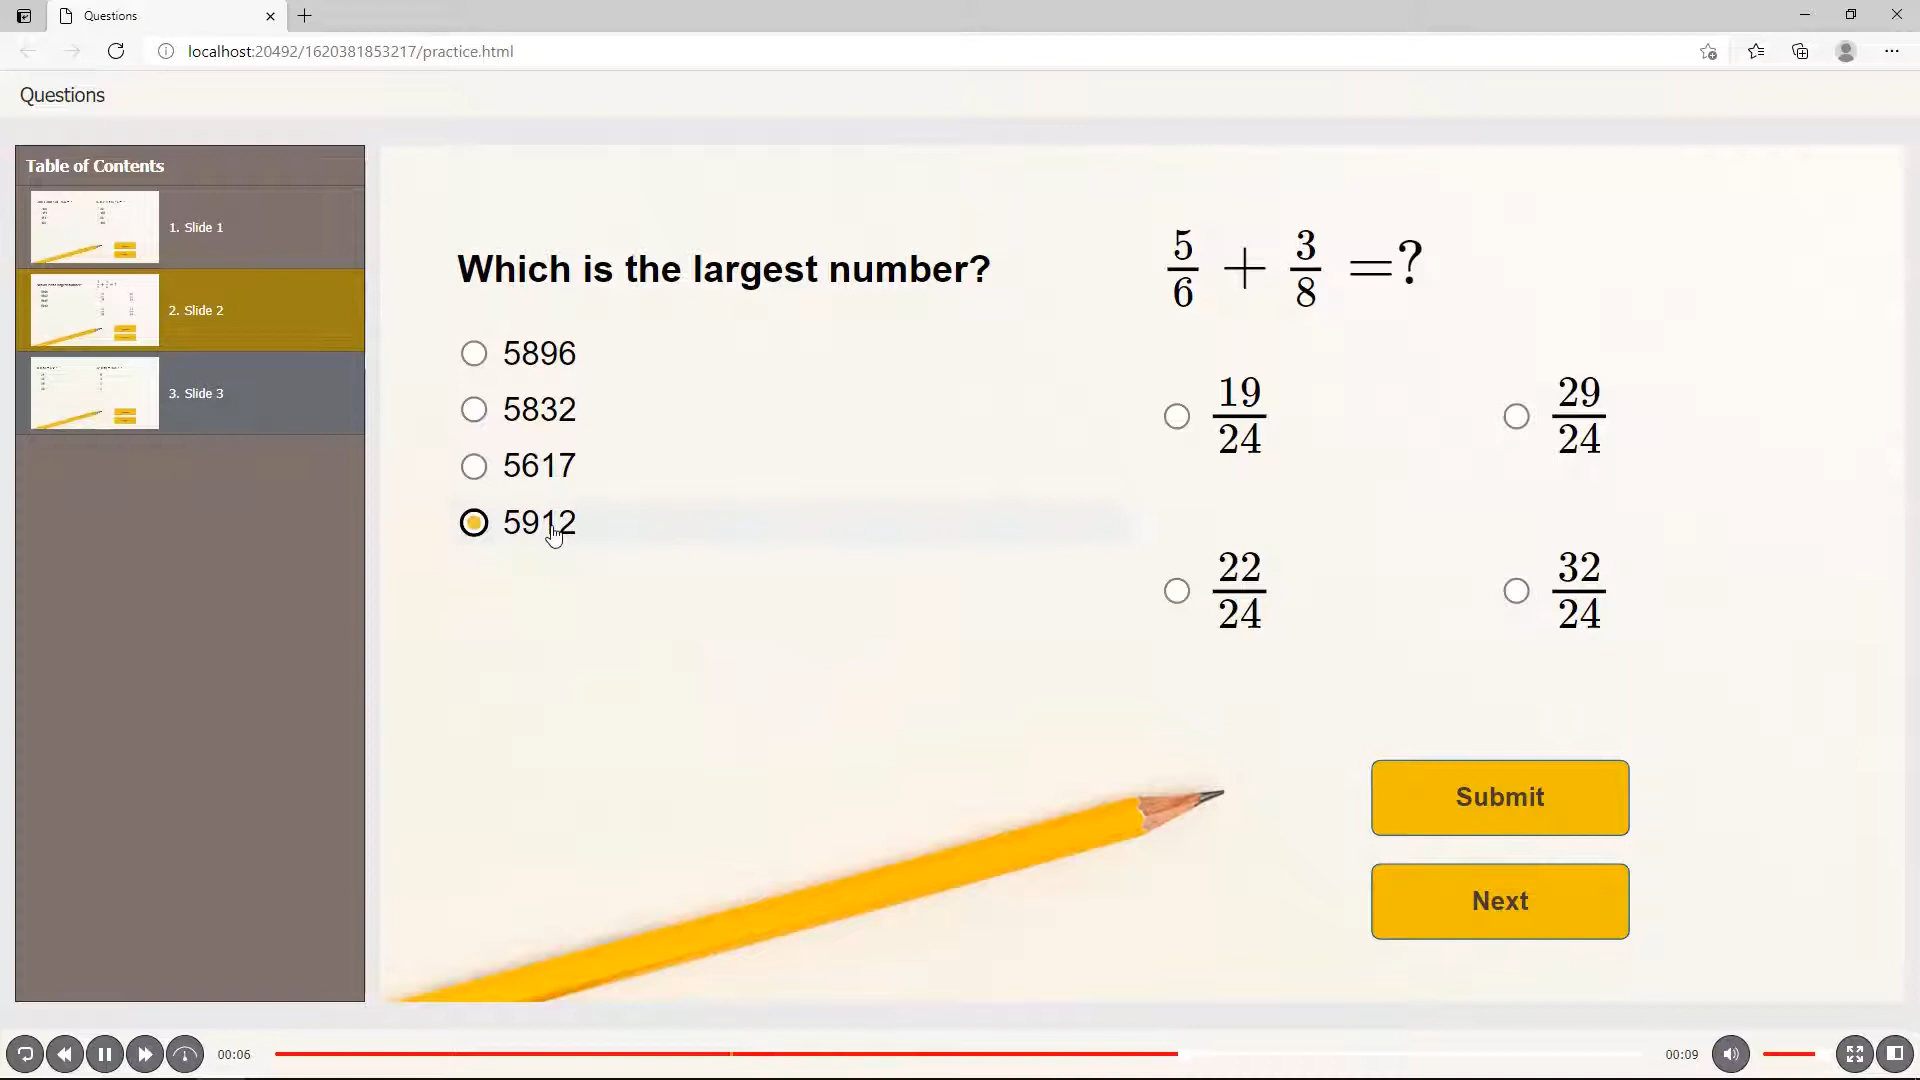 Questions
localhost:20492/1620381853217/practice.html
Questions
Table of Contents
1. Slide 1
2. Slide 2
3. Slide 3
Which is the largest number?
5896
5832
5617
5912
5/6 + 3/8 =?
19/24
29/24
22/24
32/24
Submit
Next
00:06
00:09